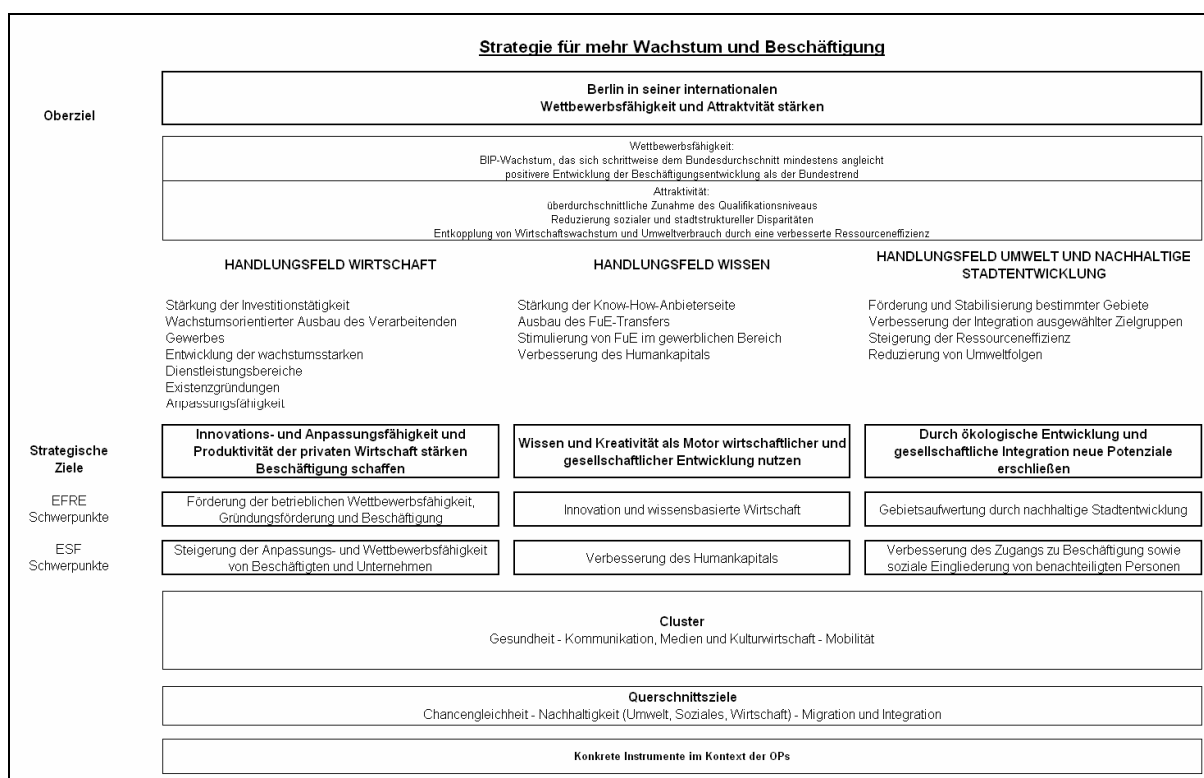 Strategie für mehr Wachstum und Beschäftigung
Oberziel
Berlin in seiner internationalen
Wettbewerbsfähigkeit und Attraktvität stärken
Wettbewerbsfähigkeit:
BIP-Wachstum, das sich schrittweise dem Bundesdurchschnitt mindestens angleicht
positivere Entwicklung der Beschäftigungsentwicklung als der Bundestrend
Attraktivität:
überdurchschnittliche Zunahme des Qualifikationsniveaus
Reduzierung sozialer und stadtstruktureller Disparitäten
Entkopplung von Wirtschaftswachstum und Umweltverbrauch durch eine verbesserte Ressourceneffizienz
HANDLUNGSFELD WIRTSCHAFT
Stärkung der Investitionstätigkeit
Wachstumsorientierter Ausbau des Verarbeitenden
Gewerbes
Entwicklung der wachstumsstarken
Dienstleistungsbereiche
Existenzgründungen
Anpassungsfähigkeit
HANDLUNGSFELD WISSEN
Stärkung der Know-How-Anbieterseite
Ausbau des FuE-Transfers
Stimulierung von FuE im gewerblichen Bereich
Verbesserung des Humankapitals
HANDLUNGSFELD UMWELT UND NACHHALTIGE
STADTENTWICKLUNG
Förderung und Stabilisierung bestimmter Gebiete
Verbesserung der Integration ausgewählter Zielgruppen
Steigerung der Ressourceneffizienz
Reduzierung von Umweltfolgen
Strategische
Ziele
Innovations- und Anpassungsfähigkeit und
Produktivität der privaten Wirtschaft stärken
Beschäftigung schaffen
Wissen und Kreativität als Motor wirtschaftlicher und
gesellschaftlicher Entwicklung nutzen
Durch ökologische Entwicklung und
gesellschaftliche Integration neue Potenziale
erschließen
EFRE
Schwerpunkte
Förderung der betrieblichen Wettbewerbsfähigkeit,
Gründungsförderung und Beschäftigung
Innovation und wissensbasierte Wirtschaft
Gebietsaufwertung durch nachhaltige Stadtentwicklung
ESF
Schwerpunkte
Steigerung der Anpassungs- und Wettbewerbsfähigkeit
von Beschäftigten und Unternehmen
Verbesserung des Humankapitals
Verbesserung des Zugangs zu Beschäftigung sowie
soziale Eingliederung von benachteiligten Personen
Cluster
Gesundheit - Kommunikation, Medien und Kulturwirtschaft - Mobilität
Querschnittsziele
Chancengleichheit - Nachhaltigkeit (Umwelt, Soziales, Wirtschaft) - Migration und Integration
Konkrete Instrumente im Kontext der OPs